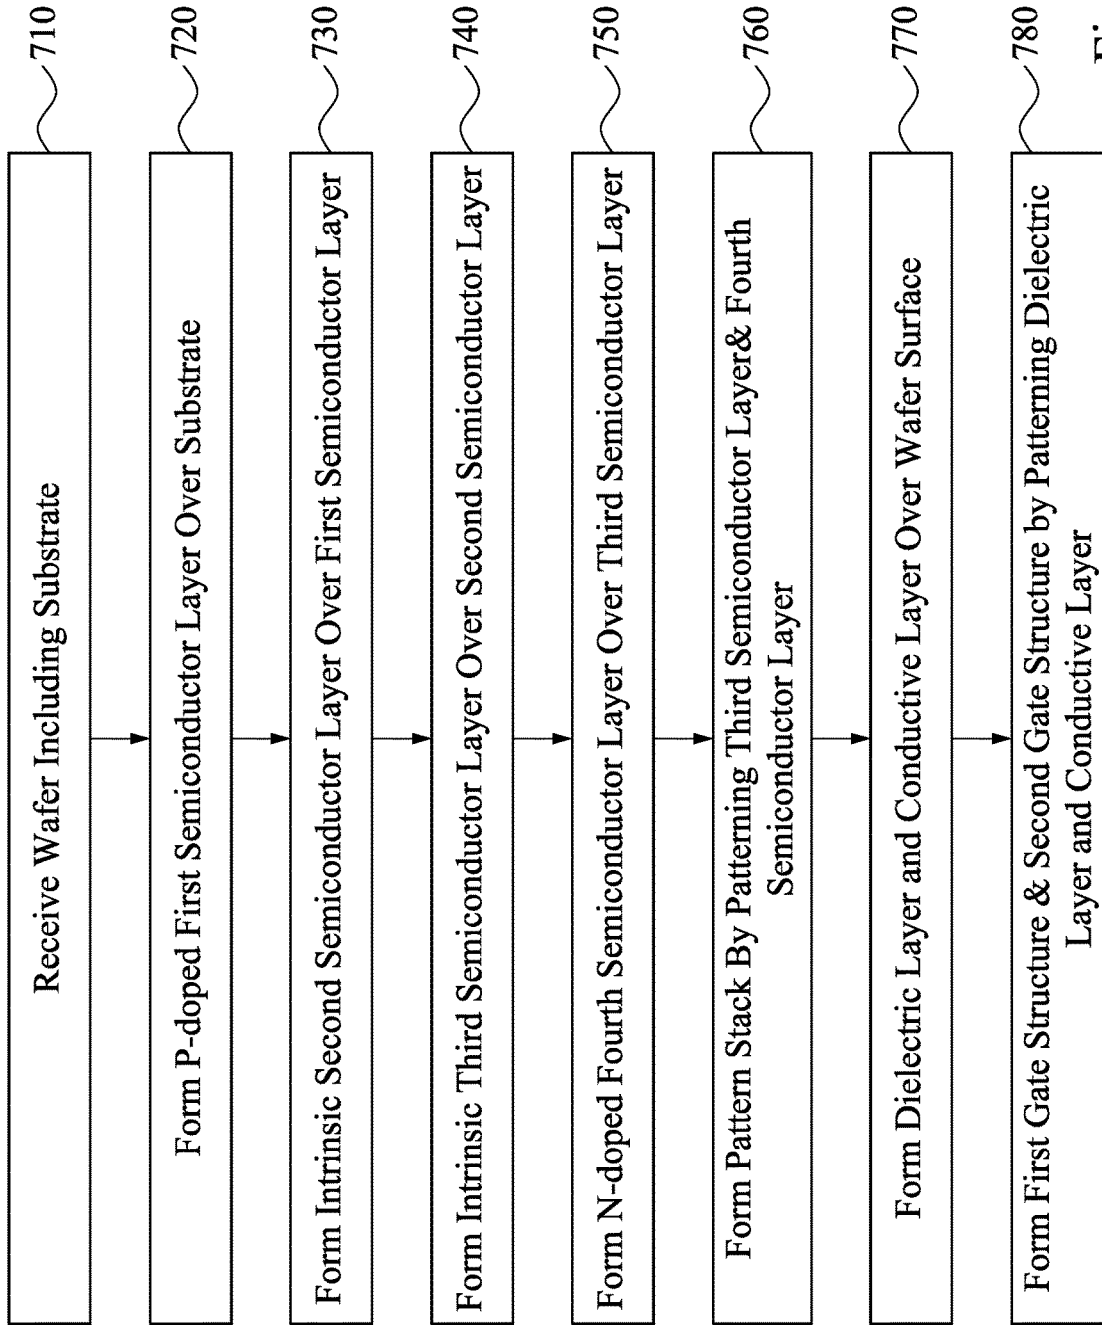 Receive Wafer Including Substrate
710
Form P-doped First Semiconductor Layer Over Substrate
720
Form Intrinsic Second Semiconductor Layer Over First Semiconductor Layer
730
Form Intrinsic Third Semiconductor Layer Over Second Semiconductor Layer
740
Form N-doped Fourth Semiconductor Layer Over Third Semiconductor Layer
750
Form Pattern Stack By Patterning Third Semiconductor Layer& Fourth
Semiconductor Layer
760
Form Dielectric Layer and Conductive Layer Over Wafer Surface
770
Form First Gate Structure & Second Gate Structure by Patterning Dielectric
Layer and Conductive Layer
780